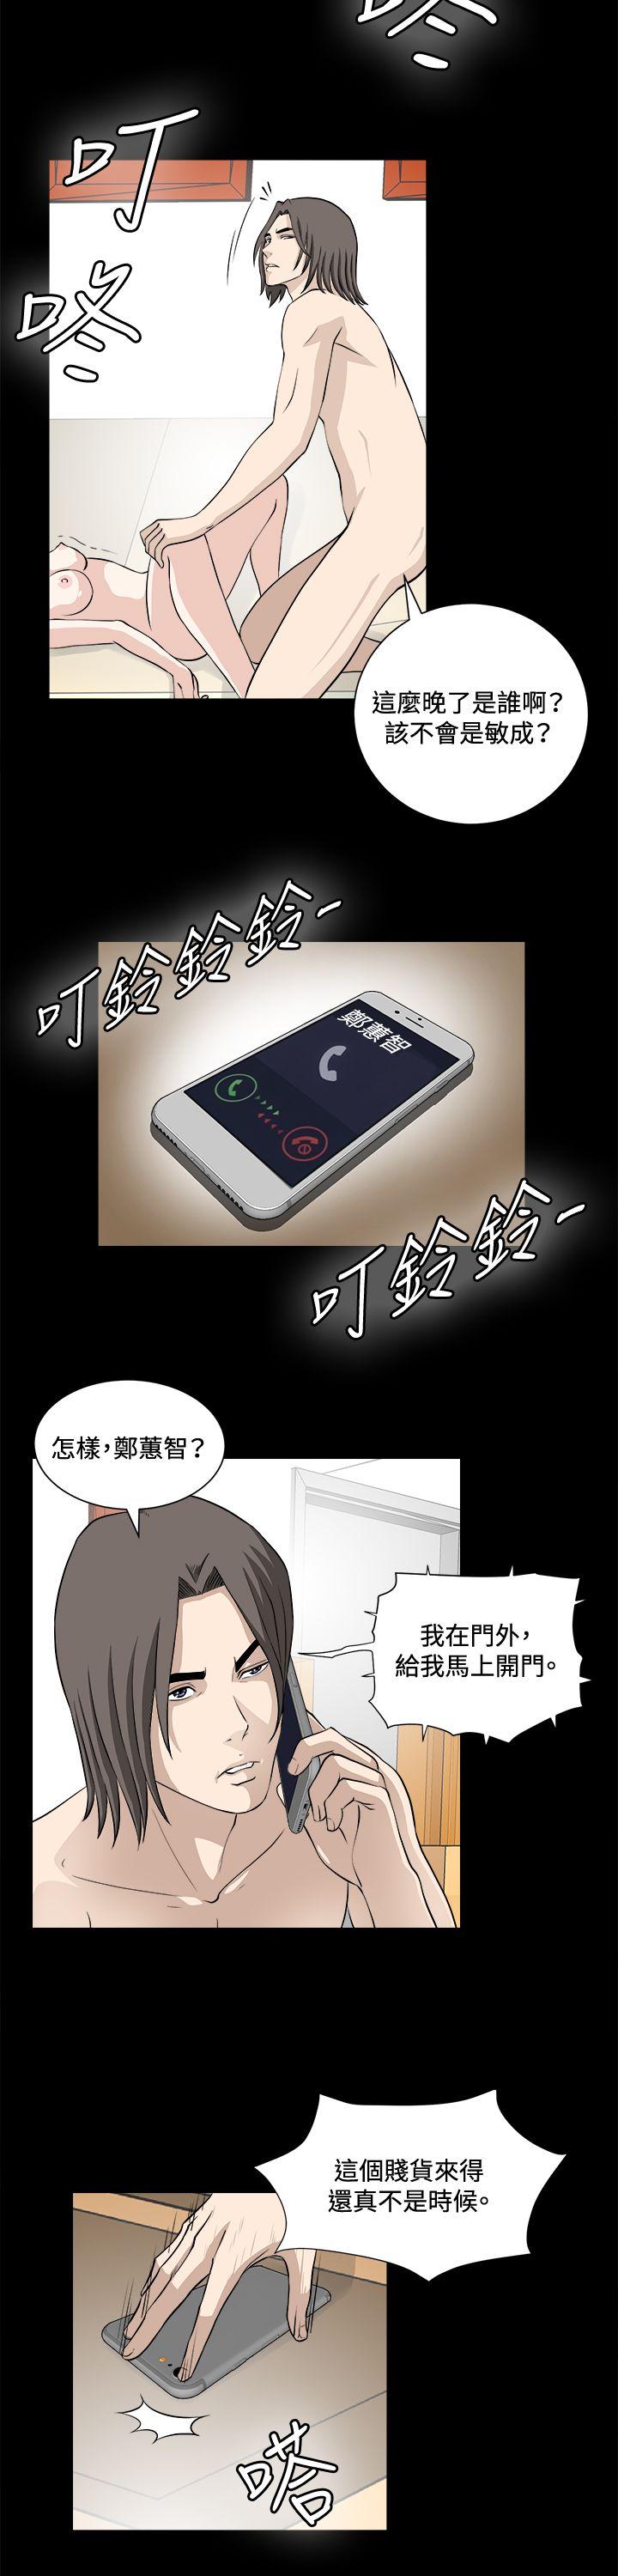 叮
咚
這麼晚了是誰啊？
該不會是敏成？
叮鈴鈴鈴-
鄭蕙智
叮鈴鈴-
怎樣，鄭蕙智？
我在門外，
給我馬上開門。
這個賤貨來得
還真不是時候。
嗒